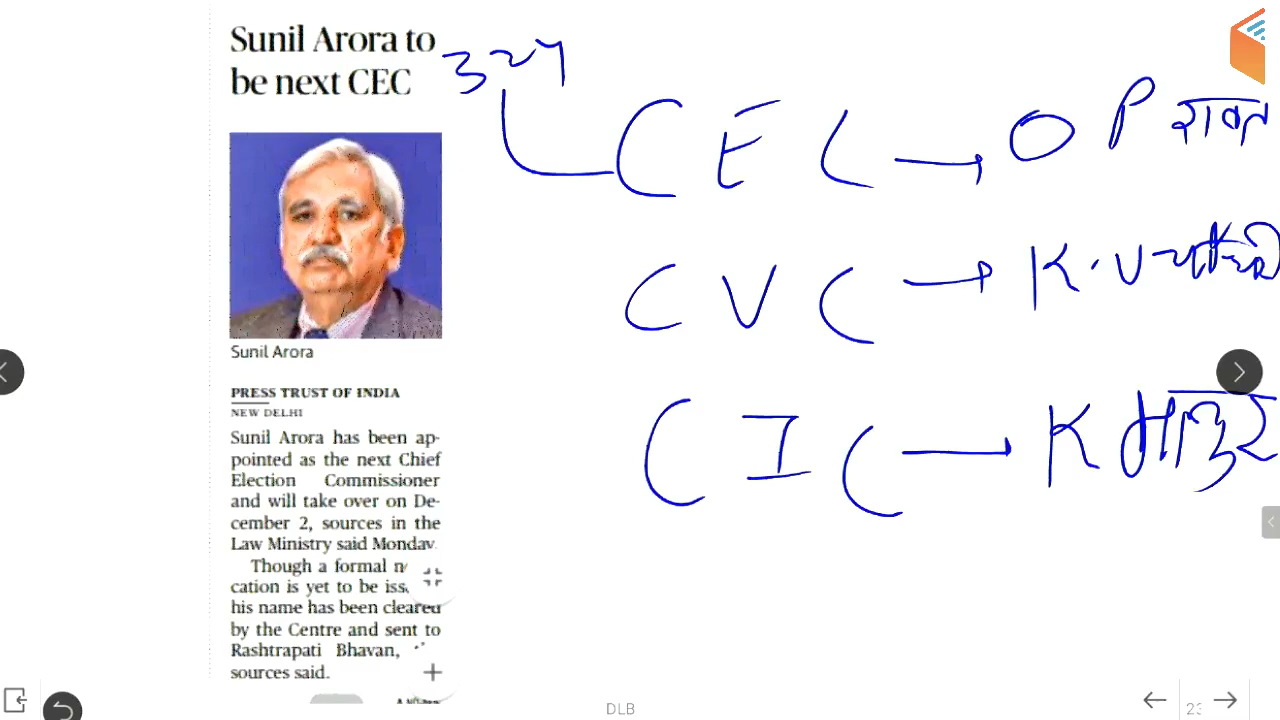 Sunil Arora to
be next CEC
Sunil Arora
PRESS TRUST OF INDIA
NEW DELHI
Sunil Arora has been ap-
pointed as the next Chief
Election Commissioner
and will take over on De-
cember 2, sources in the
Law Ministry said Monday.
Though a formal
cation is yet to be
his name has been cleared
by the Centre and sent to
Rashtrapati Bhavan,
sources said.
324
CEC → O P रावत
CVC → K. V
CIC → K माथुर
DLB
23